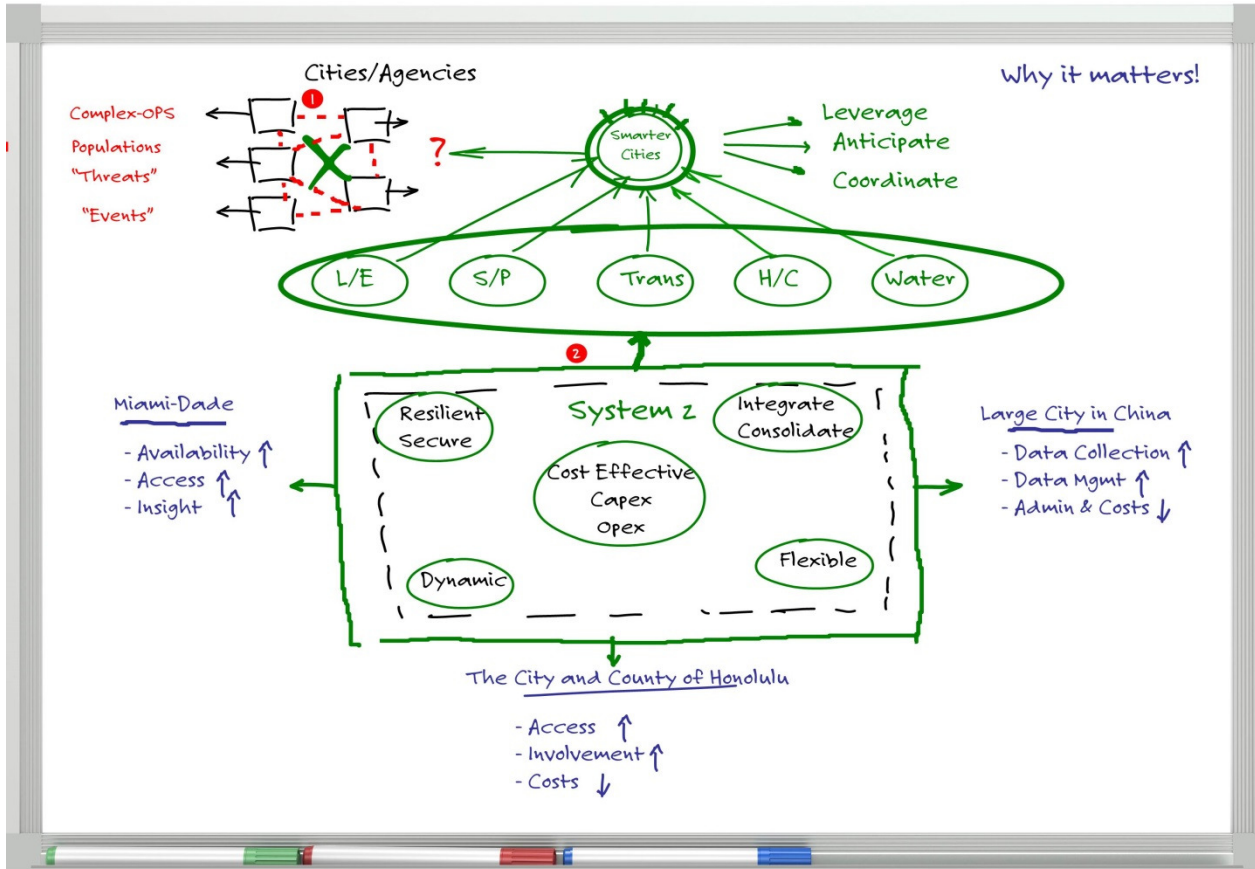 Cities/Agencies
Why it matters!
1
Complex-OPS
Populations
"Threats"
"Events"
?
Smarter
Cities
Leverage
Anticipate
Coordinate
L/E
S/P
Trans
H/C
Water
2
Miami-Dade
- Availability ↑
- Access ↑
- Insight ↑
Resilient
Secure
System z
Integrate
Consolidate
Cost Effective
Capex
Opex
Dynamic
Flexible
Large City in China
- Data Collection ↑
- Data Mgmt ↑
- Admin & Costs ↓
The City and County of Honolulu
- Access ↑
- Involvement ↑
- Costs ↓